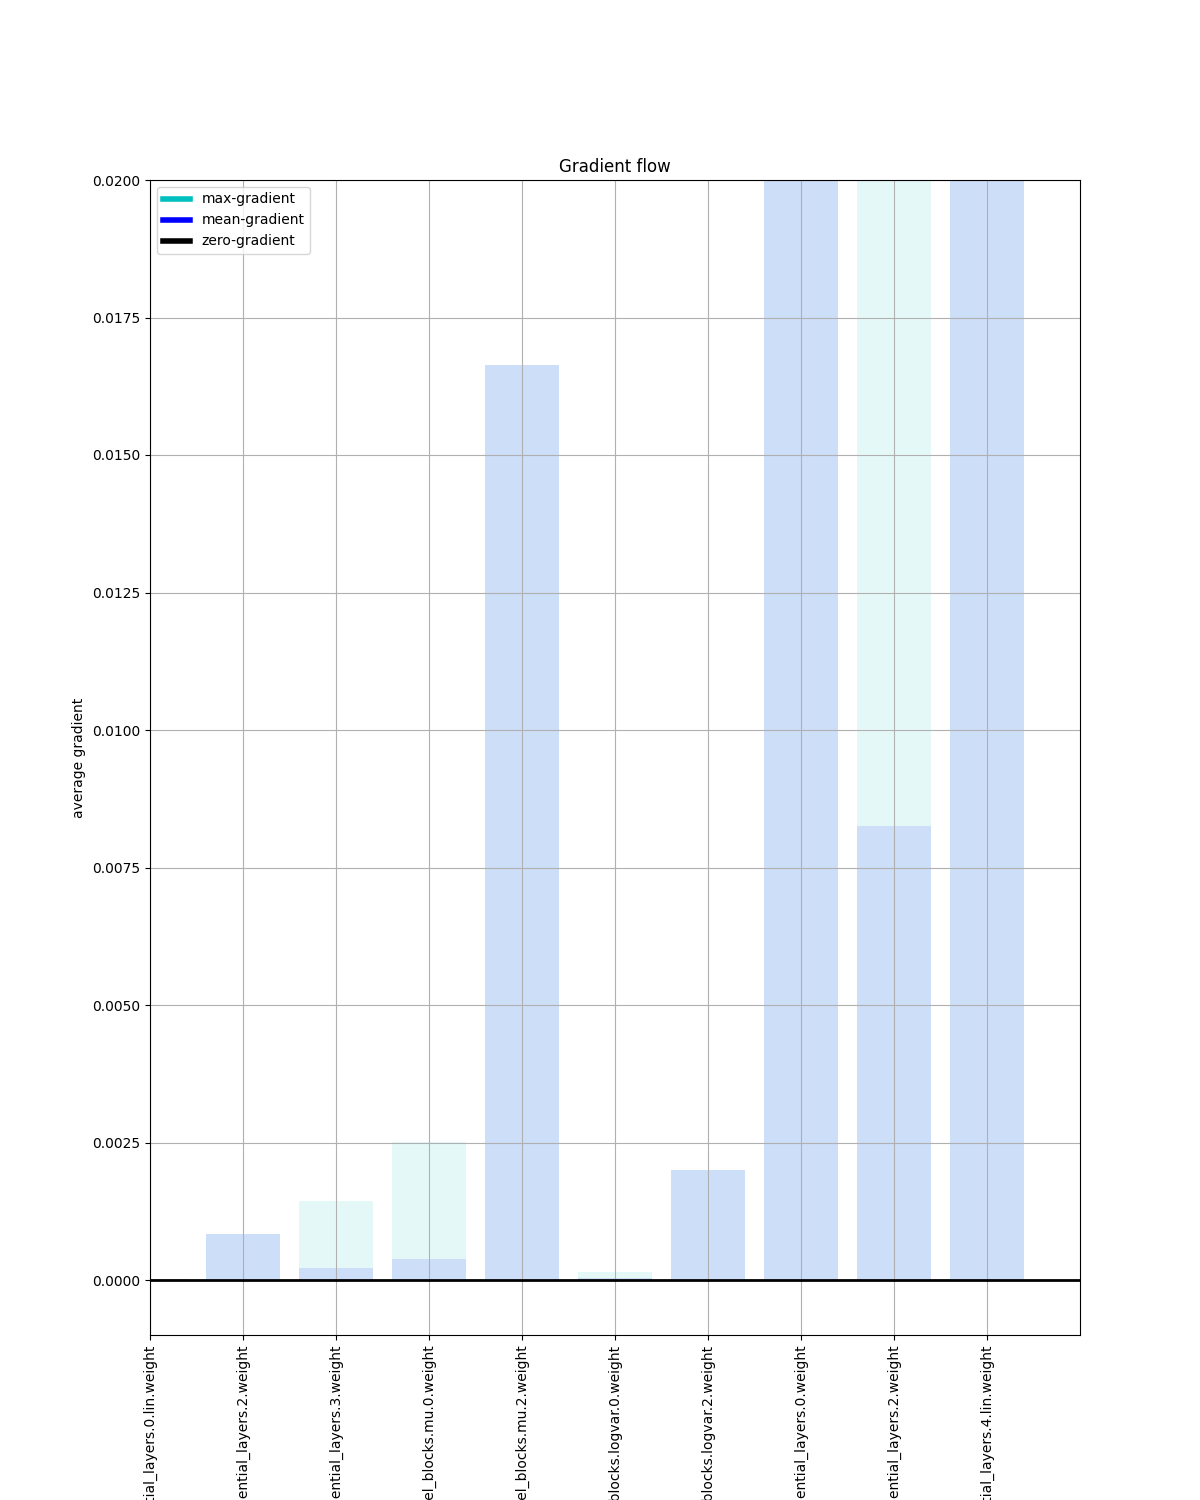 Gradient flow
max-gradient
mean-gradient
zero-gradient
0.0200
0.0175
0.0150
0.0125
0.0100
0.0075
0.0050
0.0025
0.0000
average gradient
tial_layers.0.lin.weight
ential_layers.2.weight
ential_layers.3.weight
el_blocks.mu.0.weight
el_blocks.mu.2.weight
blocks.logvar.0.weight
blocks.logvar.2.weight
ential_layers.0.weight
ential_layers.2.weight
tial_layers.4.lin.weight